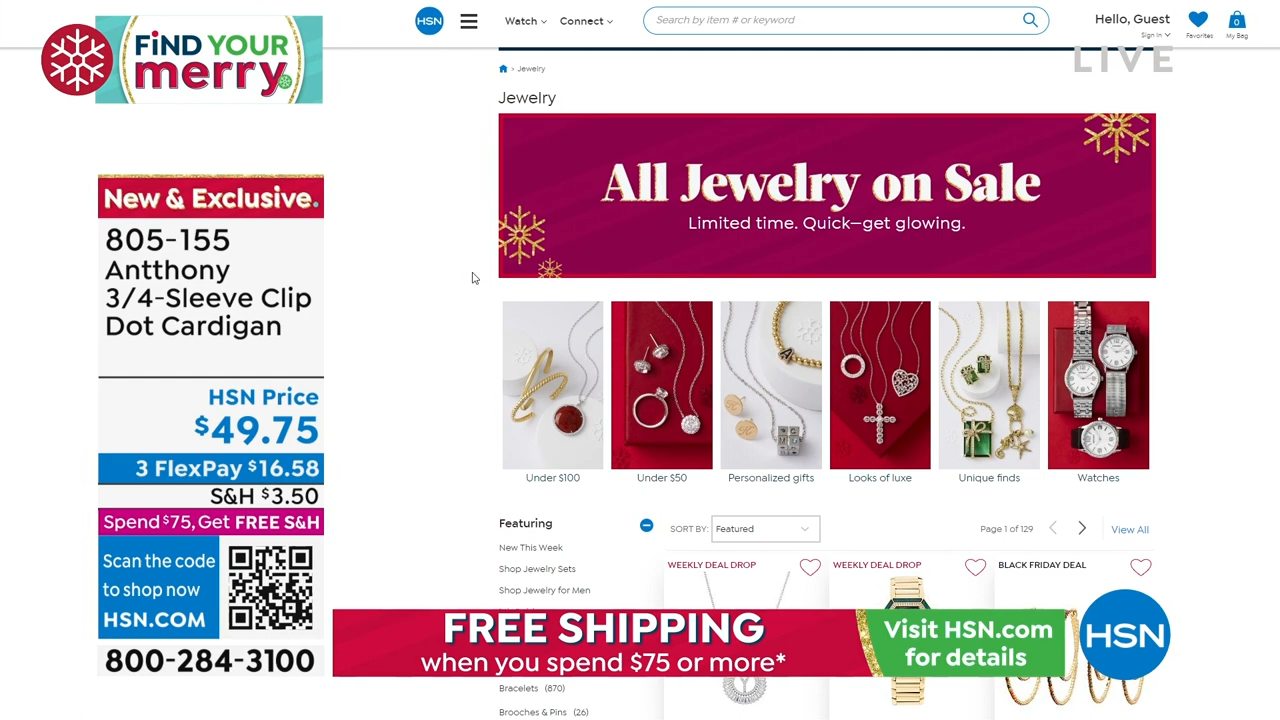 FiND YOUR
merry.
New & Exclusive.
805-155
Antthony
3/4-Sleeve Clip
Dot Cardigan
HSN Price
$49.75
3 FlexPay $16.58
S&H $3.50
Spend $75, Get FREE S&H
Scan the code
to shop now
HSN.COM
800-284-3100
HSN
Watch
Connect
Search by item # or keyword
Hello, Guest
Sign in
Favorites
0
My Bag
LIVE
> Jewelry
Jewelry
All Jewelry on Sale
Limited time. Quick—get glowing.
Under $100
Under $50
Personalized gifts
Looks of luxe
Unique finds
Watches
Featuring
SORT BY: Featured
Page 1 of 129
View All
New This Week
Shop Jewelry Sets
Shop Jewelry for Men
WEEKLY DEAL DROP
WEEKLY DEAL DROP
BLACK FRIDAY DEAL
FREE SHIPPING
when you spend $75 or more*
Visit HSN.com
for details
HSN
Bracelets (870)
Brooches & Pins (26)